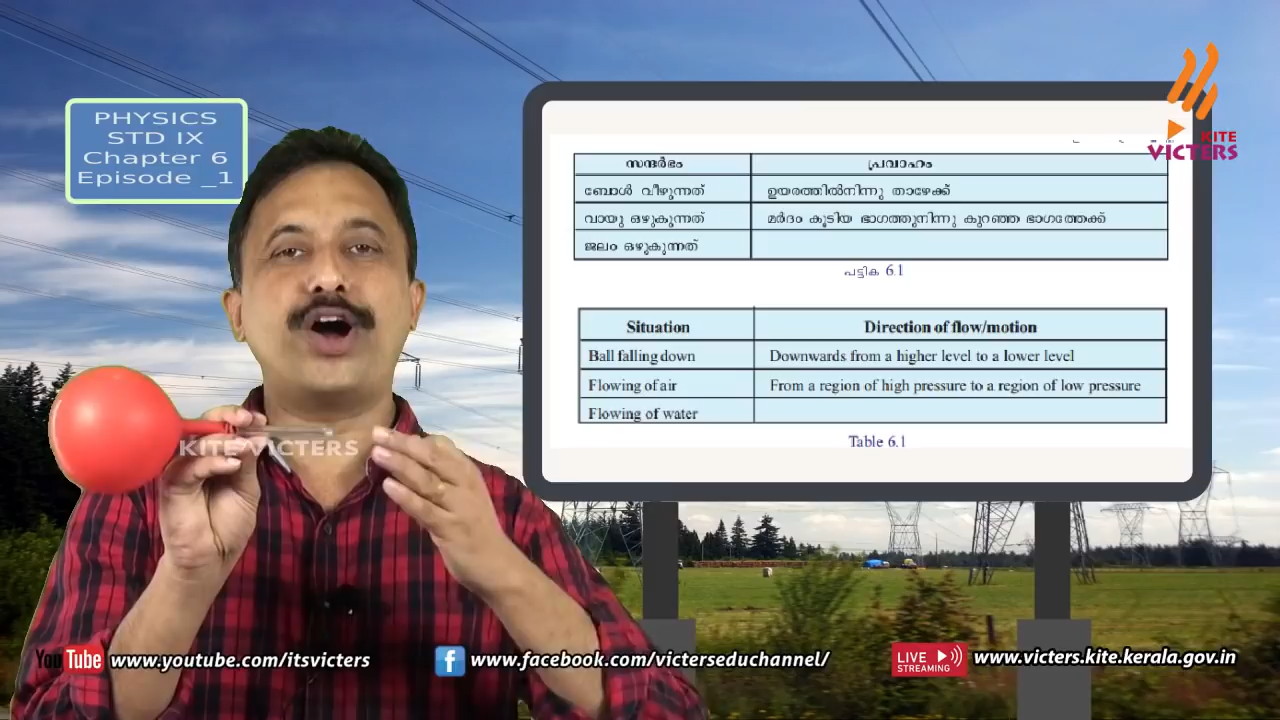 PHYSICS
STD IX
Chapter 6
Episode _1
KITE
VICTERS
സന്ദർഭം പ്രവാഹം
ബോൾ വീഴുന്നത് ഉയരത്തിൽനിന്നു താഴേക്ക്
വായു ഒഴുകുന്നത് മർദം കൂടിയ ഭാഗത്തുനിന്നു കുറഞ്ഞ ഭാഗത്തേക്ക്
ജലം ഒഴുകുന്നത്
പട്ടിക 6.1
Situation Direction of flow/motion
Ball falling down Downwards from a higher level to a lower level
Flowing of air From a region of high pressure to a region of low pressure
Flowing of water
Table 6.1
KITE VICTERS
YouTube www.youtube.com/itsvicters
f www.facebook.com/victerseduchannel/
LIVE
STREAMING
www.victers.kite.kerala.gov.in